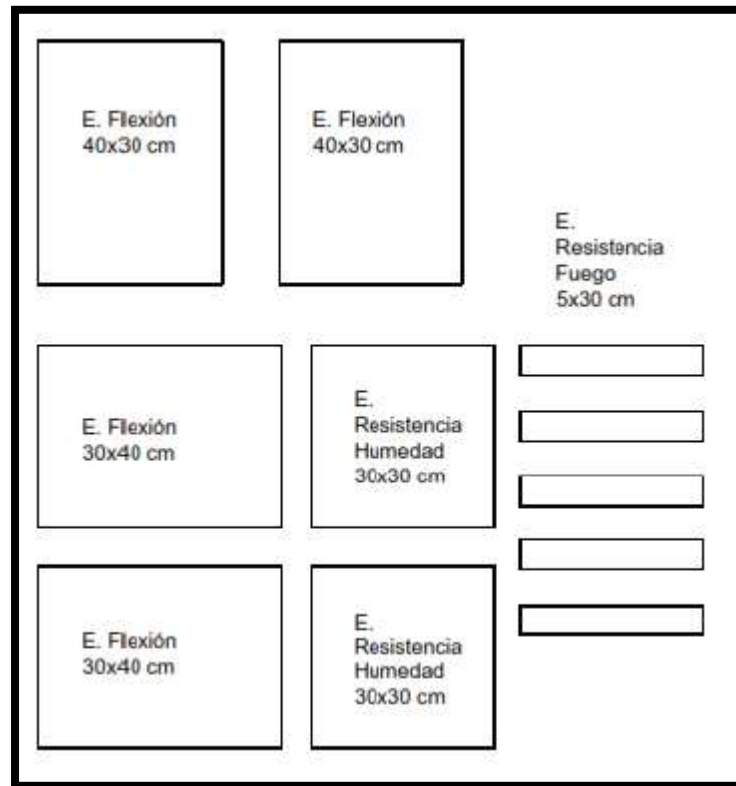 E. Flexión
40x30 cm
E. Flexión
40x30 cm
E.
Resistencia
Fuego
5x30 cm
E. Flexión
30x40 cm
E.
Resistencia
Humedad
30x30 cm
E. Flexión
30x40 cm
E.
Resistencia
Humedad
30x30 cm